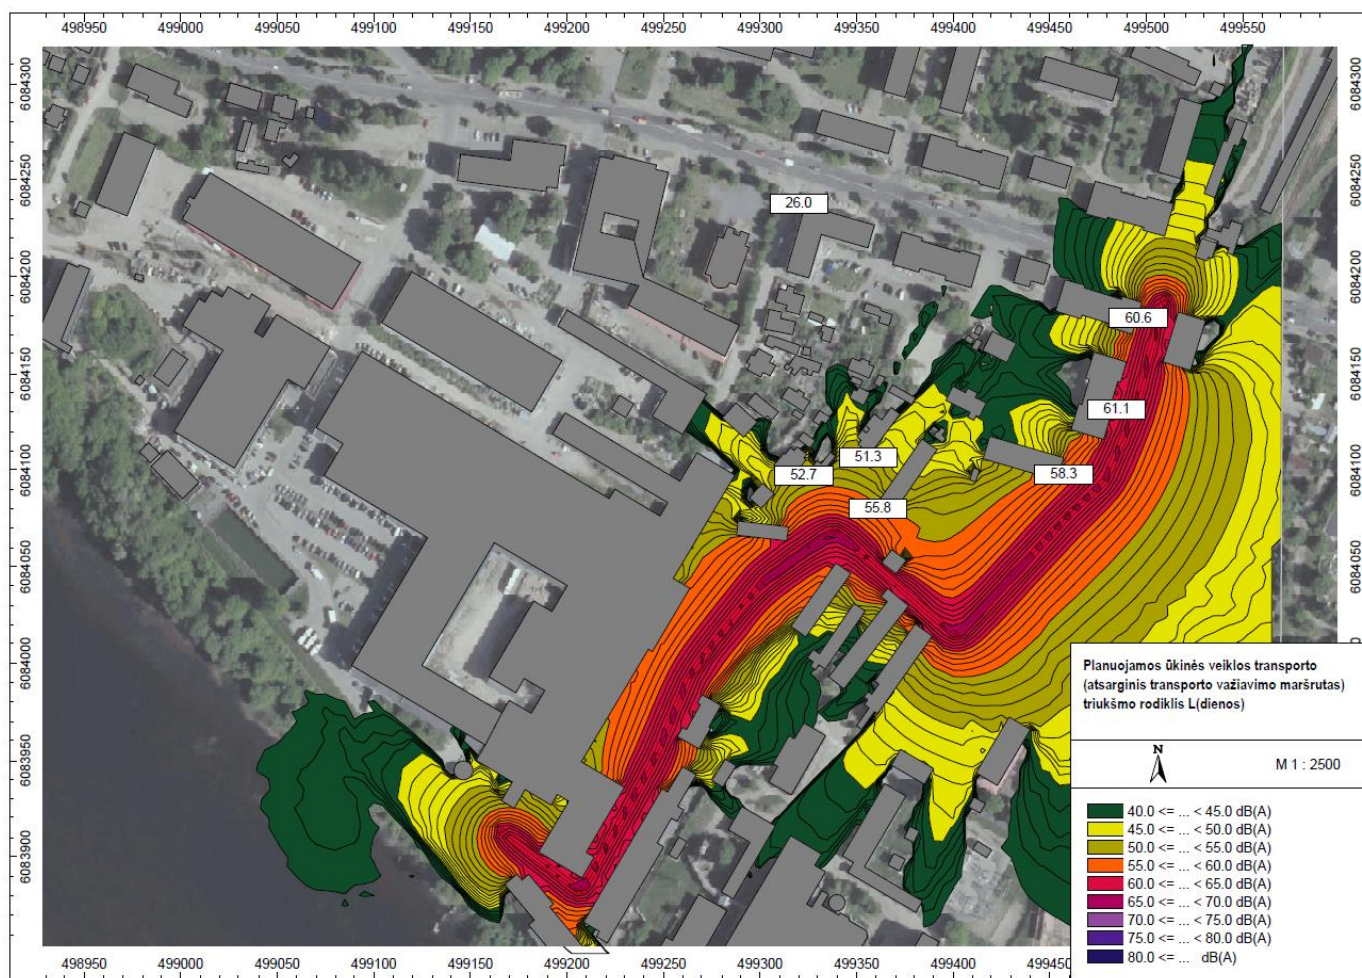 498950 499000 499050 499100 499150 499200 499250 499300 499350 499400 499450 499500 499550
6084300 6084300
6084250 6084250
6084200 6084200
6084150 6084150
6084100 6084100
6084050 6084050
6084000 0
6083950
6083900
26.0
60.6
61.1
51.3
52.7
58.3
55.8
Planuojamos ūkinės veiklos transporto
(atsarginis transporto važiavimo maršrutas)
triukšmo rodiklis L(dienos)
N
M 1 : 2500
40.0 <= ... < 45.0 dB(A)
45.0 <= ... < 50.0 dB(A)
50.0 <= ... < 55.0 dB(A)
55.0 <= ... < 60.0 dB(A)
60.0 <= ... < 65.0 dB(A)
65.0 <= ... < 70.0 dB(A)
70.0 <= ... < 75.0 dB(A)
75.0 <= ... < 80.0 dB(A)
80.0 <= ... dB(A)
498950 499000 499050 499100 499150 499200 499250 499300 499350 499400 499450